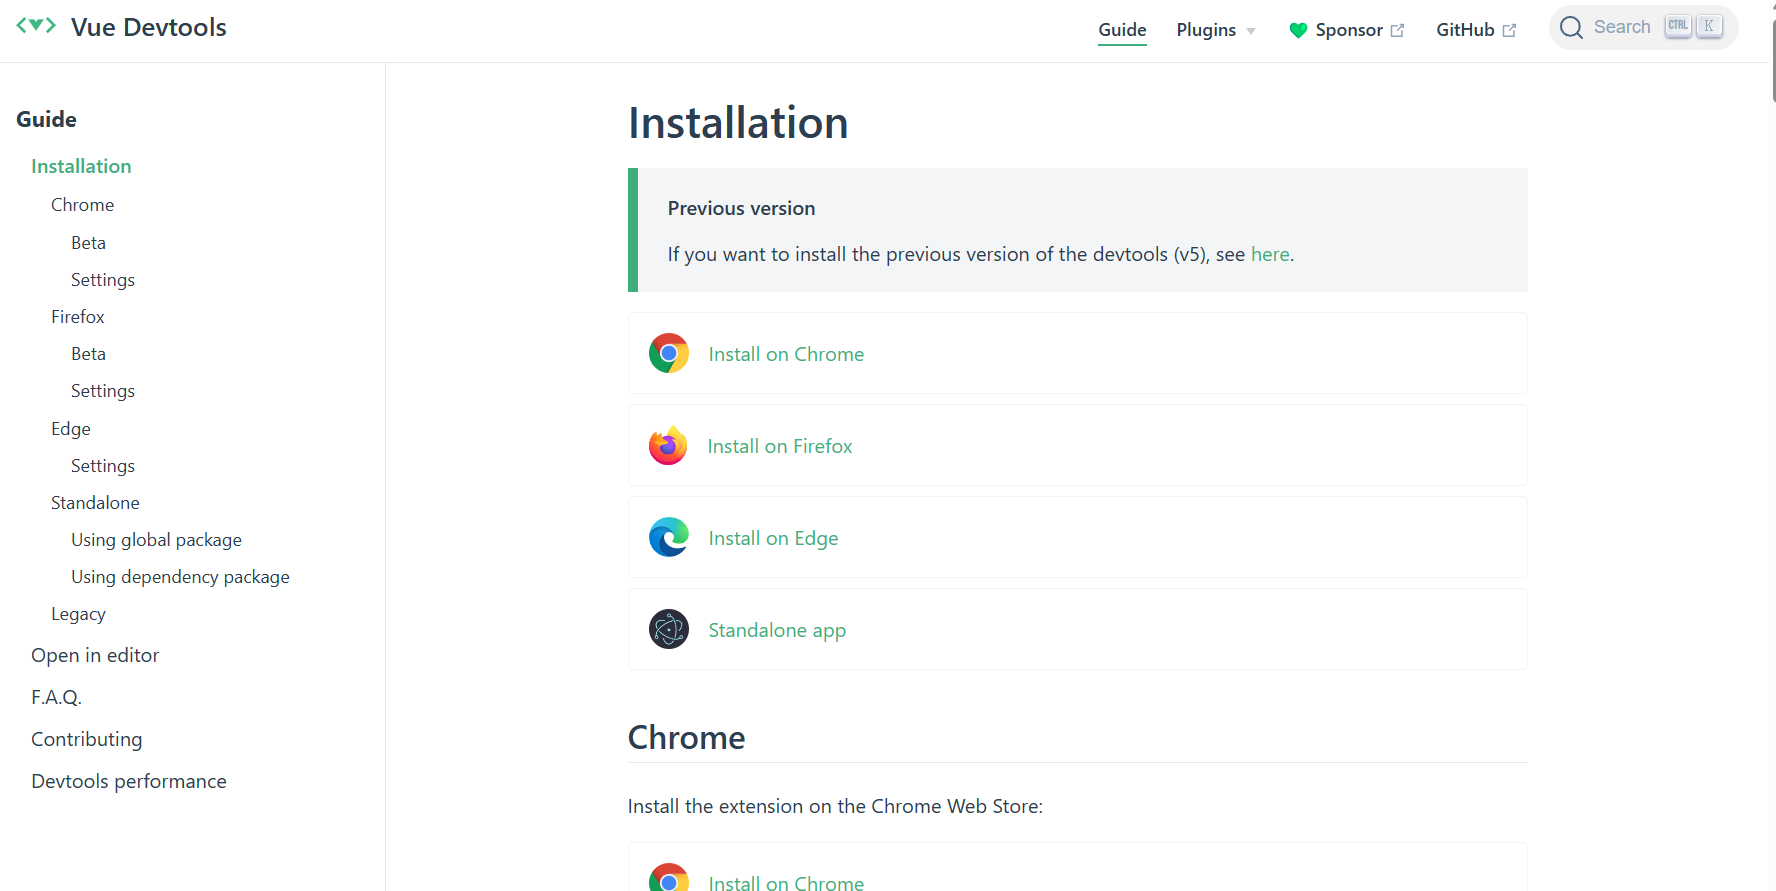 Vue Devtools
Guide
Plugins
Sponsor
GitHub
Search
CTRL
K
Guide
Installation
Chrome
Beta
Settings
Firefox
Beta
Settings
Edge
Settings
Standalone
Using global package
Using dependency package
Legacy
Open in editor
F.A.Q.
Contributing
Devtools performance
Installation
Previous version
If you want to install the previous version of the devtools (v5), see here.
Install on Chrome
Install on Firefox
Install on Edge
Standalone app
Chrome
Install the extension on the Chrome Web Store:
Install on Chrome